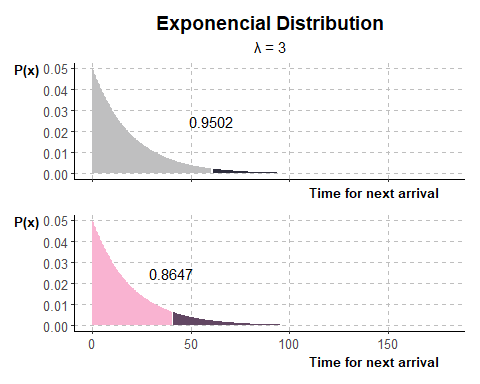 Exponencial Distribution
λ = 3
P(x)
0.05
0.04
0.03
0.02
0.01
0.00
0.9502
Time for next arrival
P(x)
0.05
0.04
0.03
0.02
0.01
0.00
0.8647
0 50 100 150
Time for next arrival